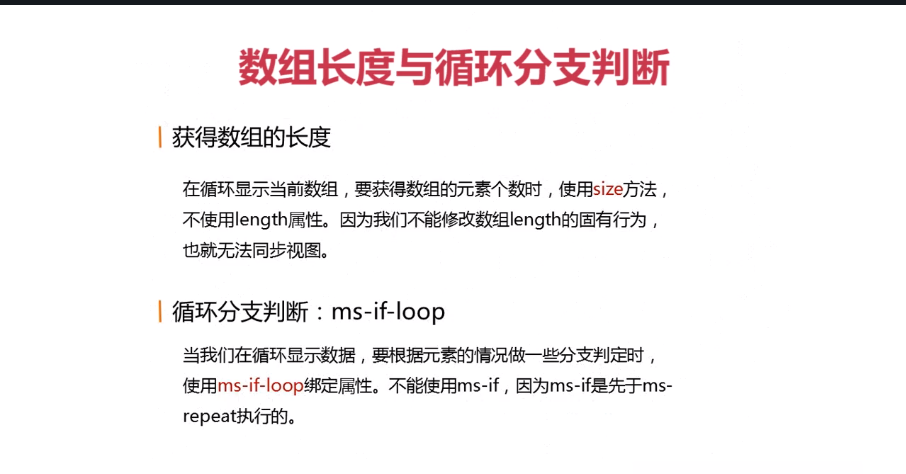 数组长度与循环分支判断
获得数组的长度
在循环显示当前数组，要获得数组的元素个数时，使用size方法，
不使用length属性。因为我们不能修改数组length的固有行为，
也就无法同步视图。
循环分支判断：ms-if-loop
当我们在循环显示数据，要根据元素的情况做一些分支判定时，
使用ms-if-loop绑定属性。不能使用ms-if，因为ms-if是先于ms-
repeat执行的。